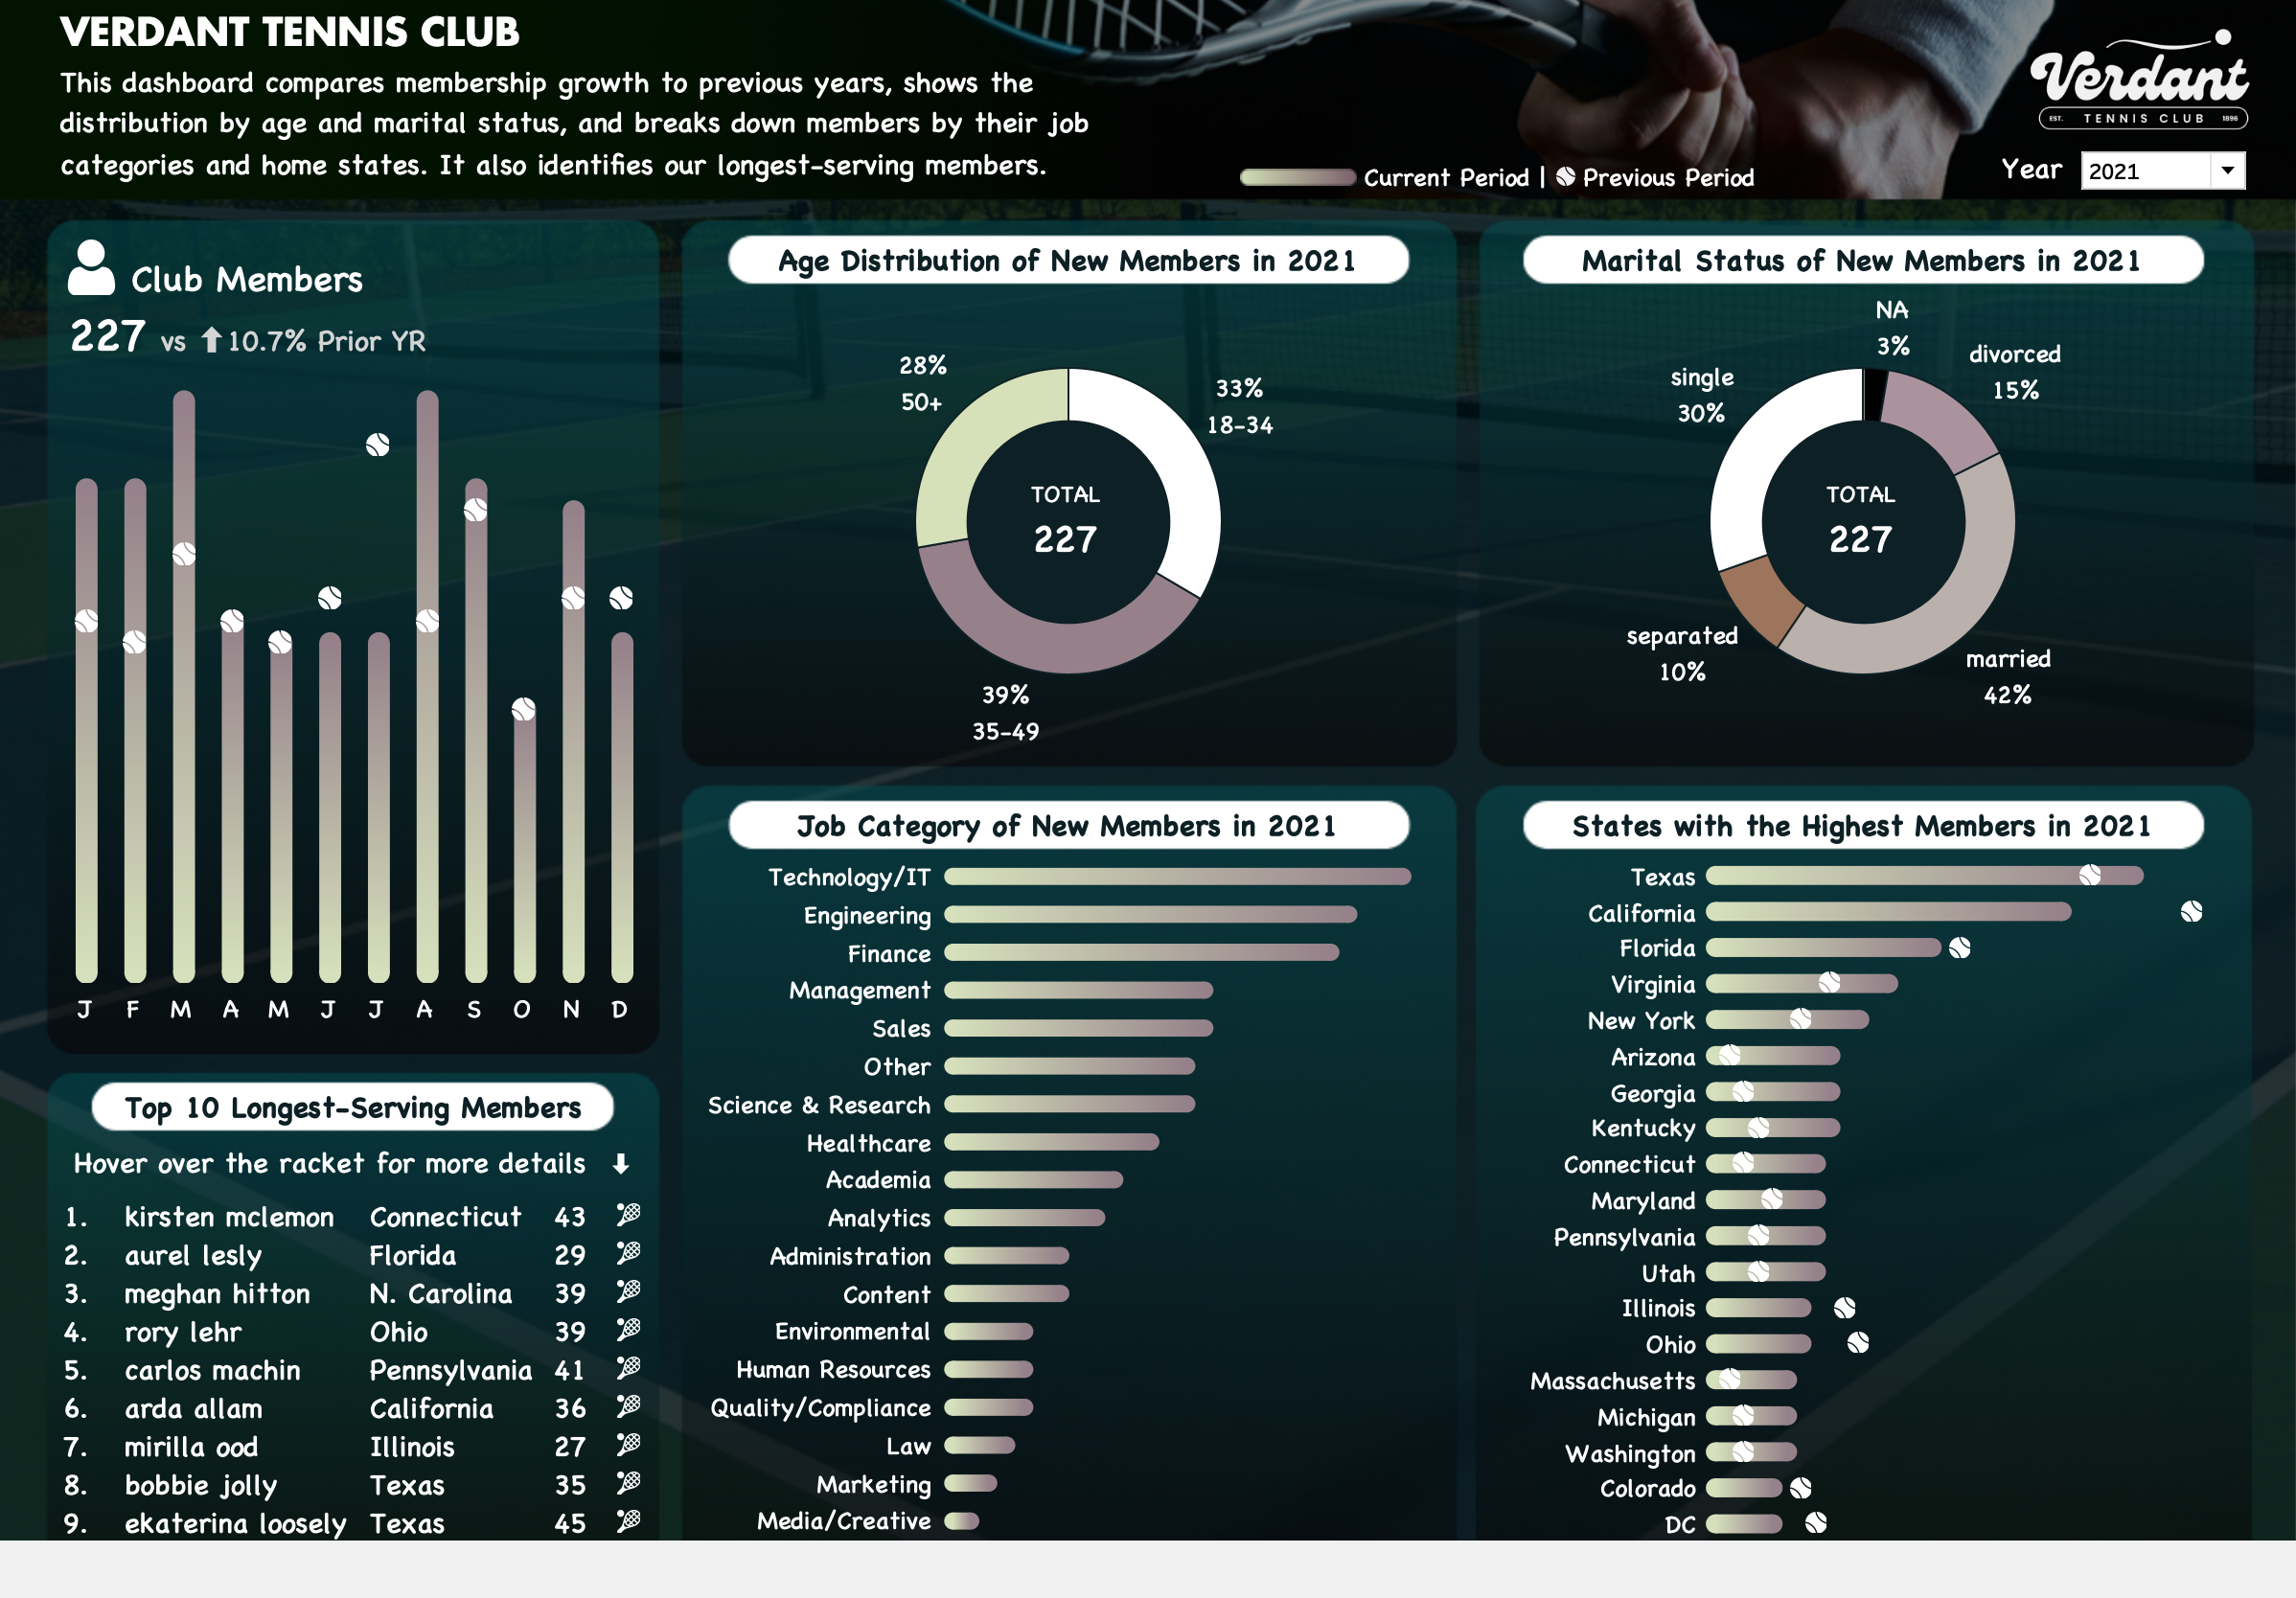 VERDANT TENNIS CLUB
This dashboard compares membership growth to previous years, shows the
distribution by age and marital status, and breaks down members by their job
categories and home states. It also identifies our longest-serving members.
Current Period | Previous Period
Verdant
EST. TENNIS CLUB 1896
Year 2021
Club Members
227 vs 10.7% Prior YR
J F M A M J J A S O N D
Top 10 Longest-Serving Members
Hover over the racket for more details
1. kirsten mclemon Connecticut 43
2. aurel lesly Florida 29
3. meghan hitton N. Carolina 39
4. rory lehr Ohio 39
5. carlos machin Pennsylvania 41
6. arda allam California 36
7. mirilla ood Illinois 27
8. bobbie jolly Texas 35
9. ekaterina loosely Texas 45
Age Distribution of New Members in 2021
28%
50+
33%
18-34
TOTAL
227
39%
35-49
Marital Status of New Members in 2021
NA
3%
divorced
15%
single
30%
TOTAL
227
separated
10%
married
42%
Job Category of New Members in 2021
Technology/IT
Engineering
Finance
Management
Sales
Other
Science & Research
Healthcare
Academia
Analytics
Administration
Content
Environmental
Human Resources
Quality/Compliance
Law
Marketing
Media/Creative
States with the Highest Members in 2021
Texas
California
Florida
Virginia
New York
Arizona
Georgia
Kentucky
Connecticut
Maryland
Pennsylvania
Utah
Illinois
Ohio
Massachusetts
Michigan
Washington
Colorado
DC